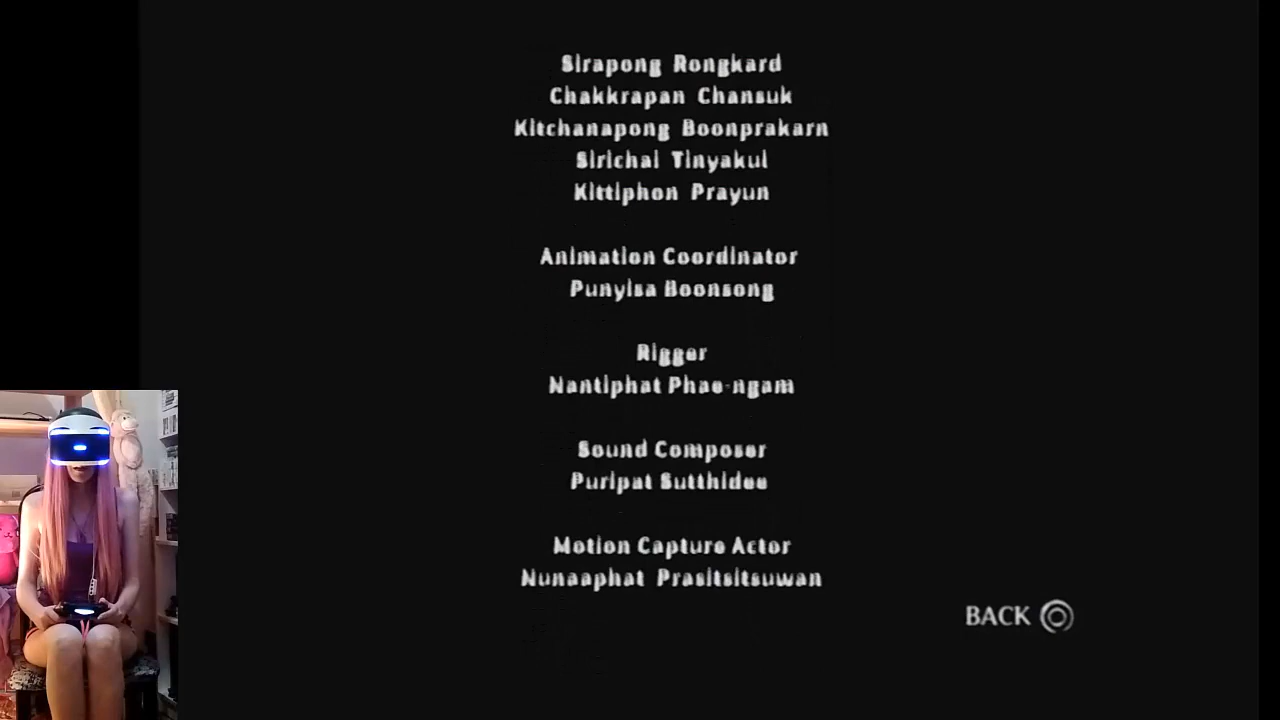 Sirapong Rongkard
Chakkrapan Chansuk
Kitchanapong Boonprakarn
Sirichai Tinyakul
Kittiphon Prayun
Animation Coordinator
Punyisa Boonsong
Rigger
Nantiphat Phae-ngam
Sound Composer
Puripat Sutthidee
Motion Capture Actor
Nunaaphat Prasitsitsuwan
BACK